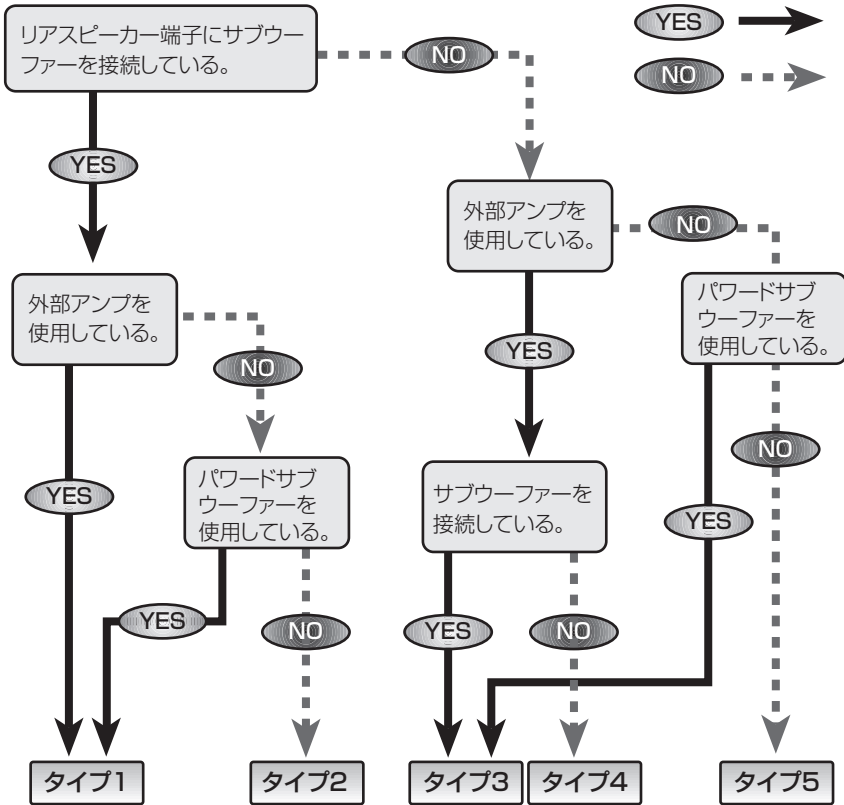 リアスピーカー端子にサブウー
ファーを接続している。
YES
NO
NO
YES
外部アンプを
使用している。
NO
外部アンプを
使用している。
パワードサブ
ウーファーを
使用している。
YES
NO
NO
パワードサブ
ウーファーを
使用している。
サブウーファーを
接続している。
YES
YES
YES
NO
YES
NO
タイプ1
タイプ2
タイプ3
タイプ4
タイプ5